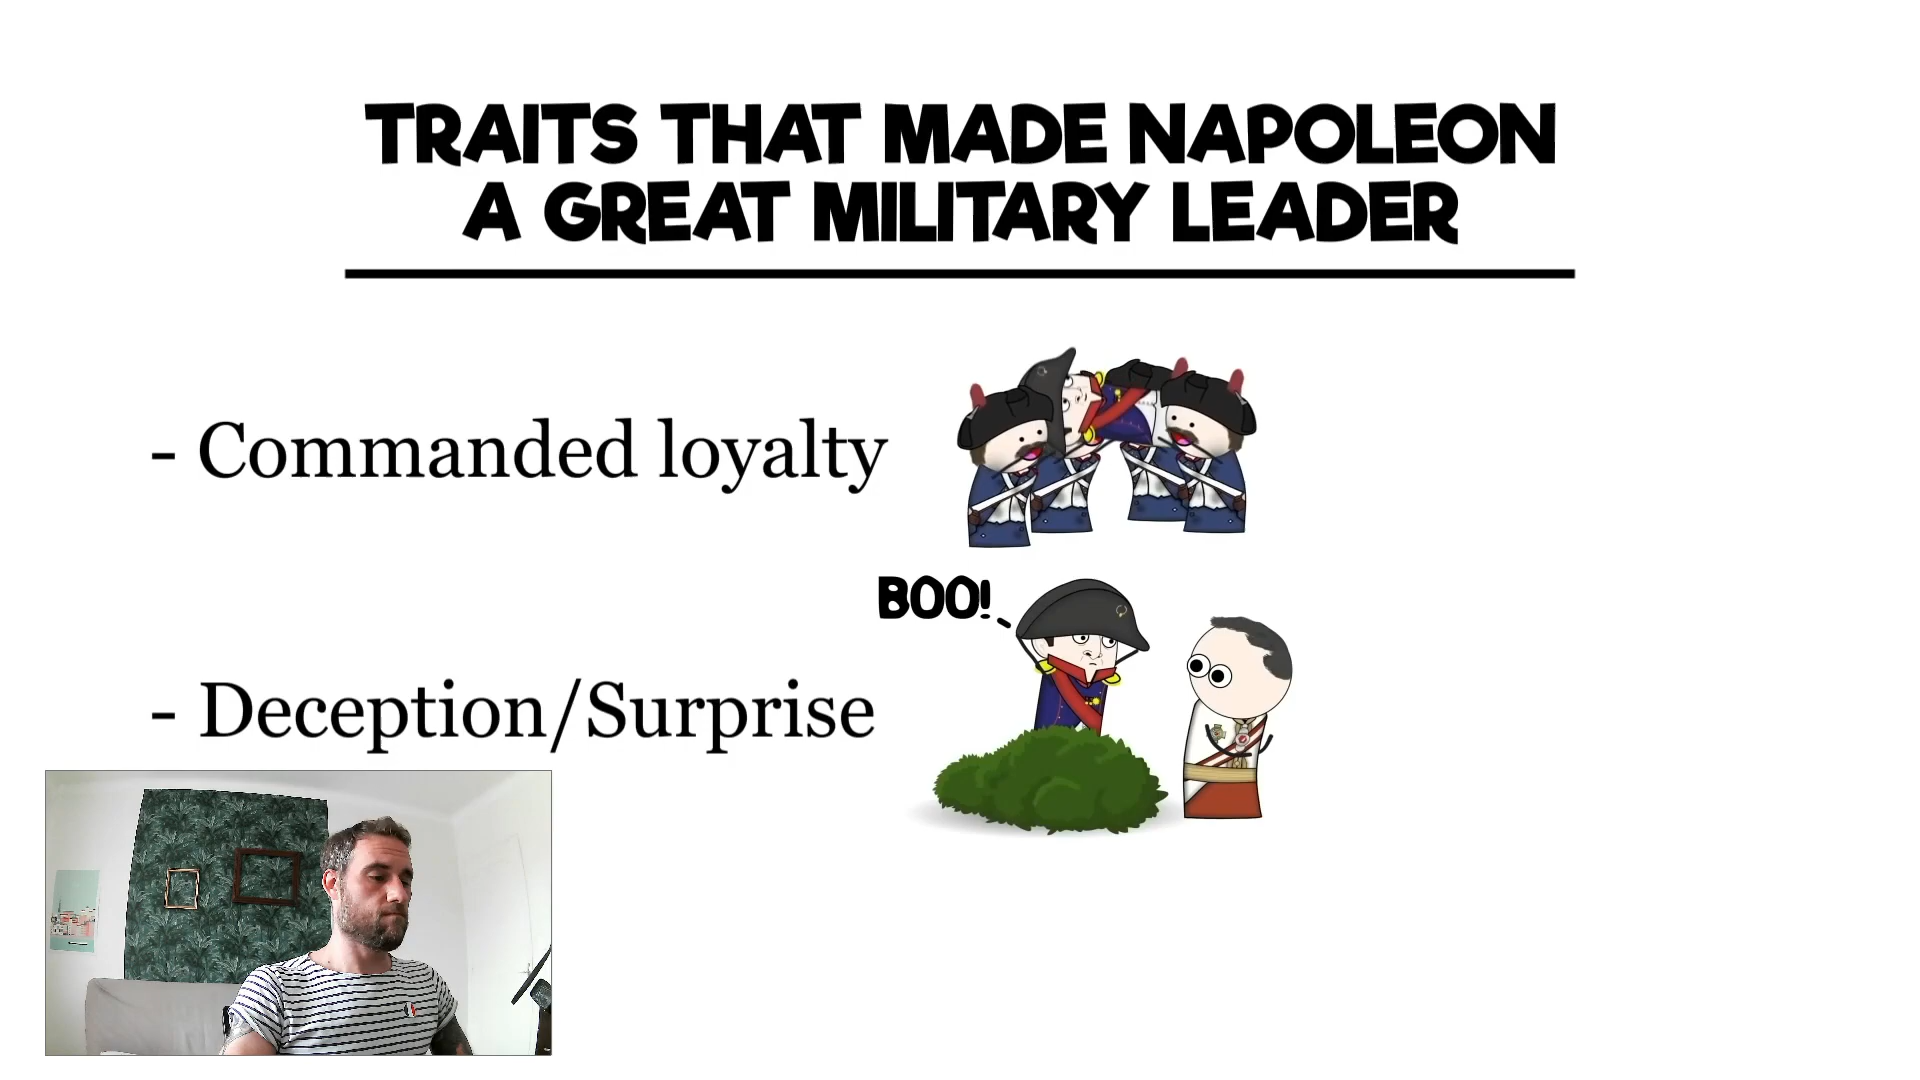 TRAITS THAT MADE NAPOLEON
A GREAT MILITARY LEADER
- Commanded loyalty
BOO!
- Deception/Surprise